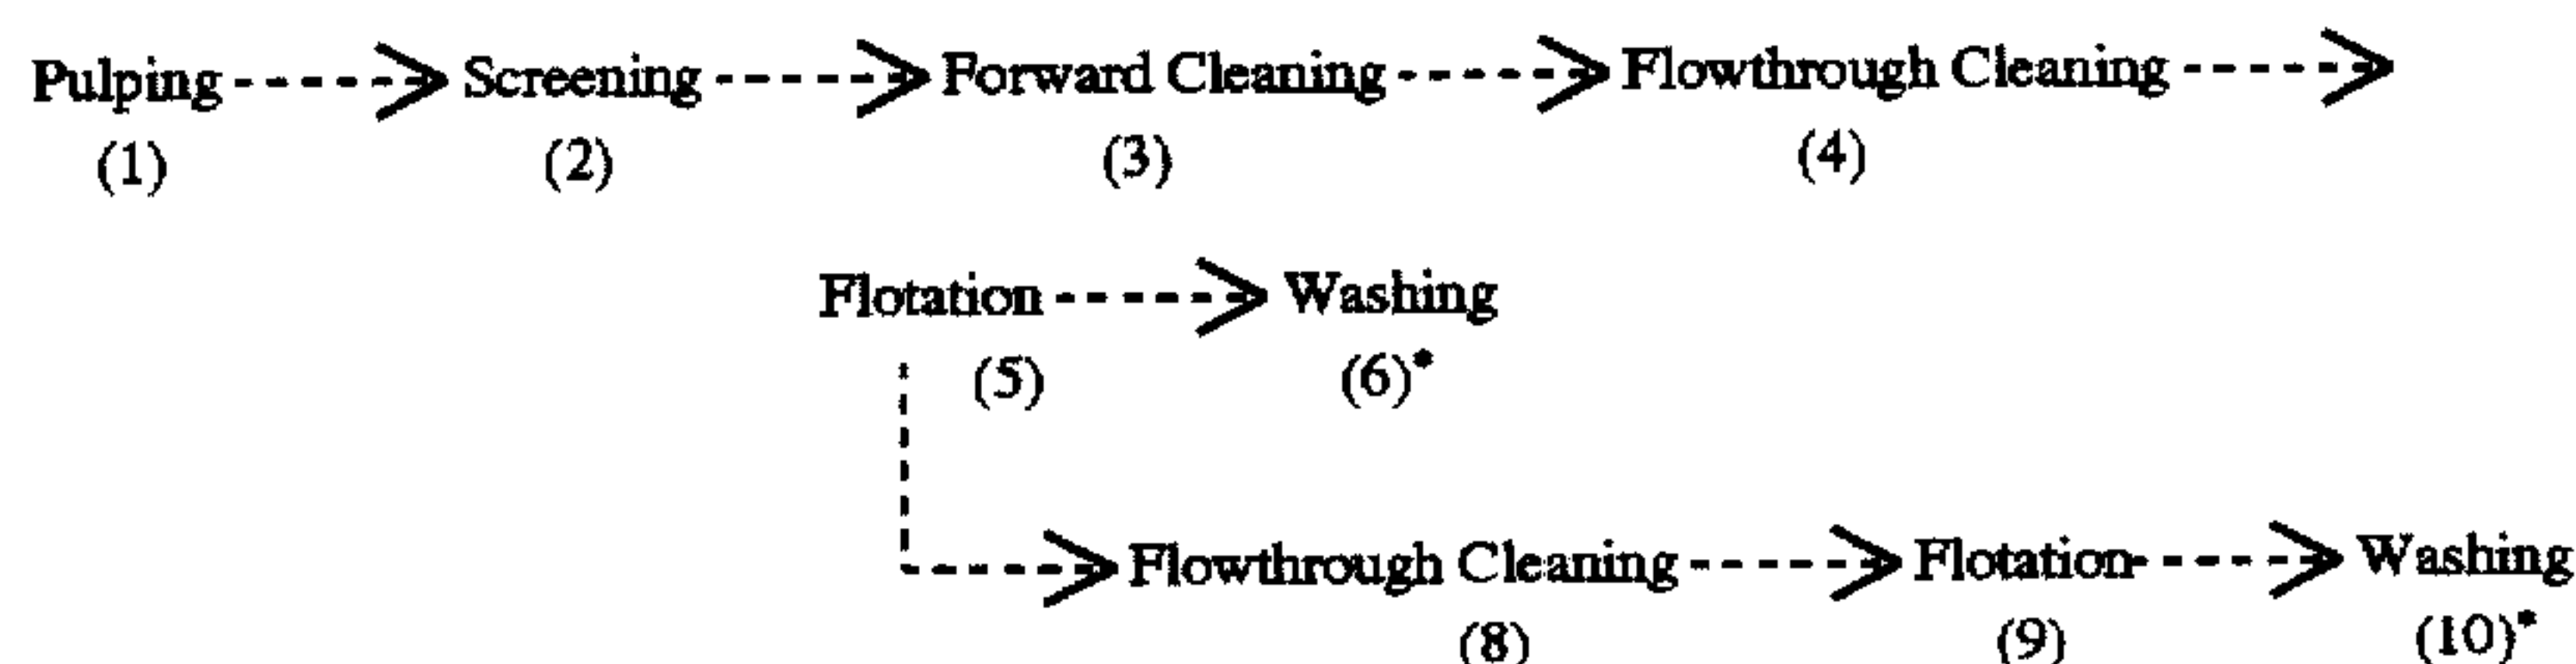 Pulping Screening Forward Cleaning Flowthrough Cleaning
(1) (2) (3) (4)
Flotation Washing
(5) (6)*
Flowthrough Cleaning Flotation Washing
(8) (9) (10)*